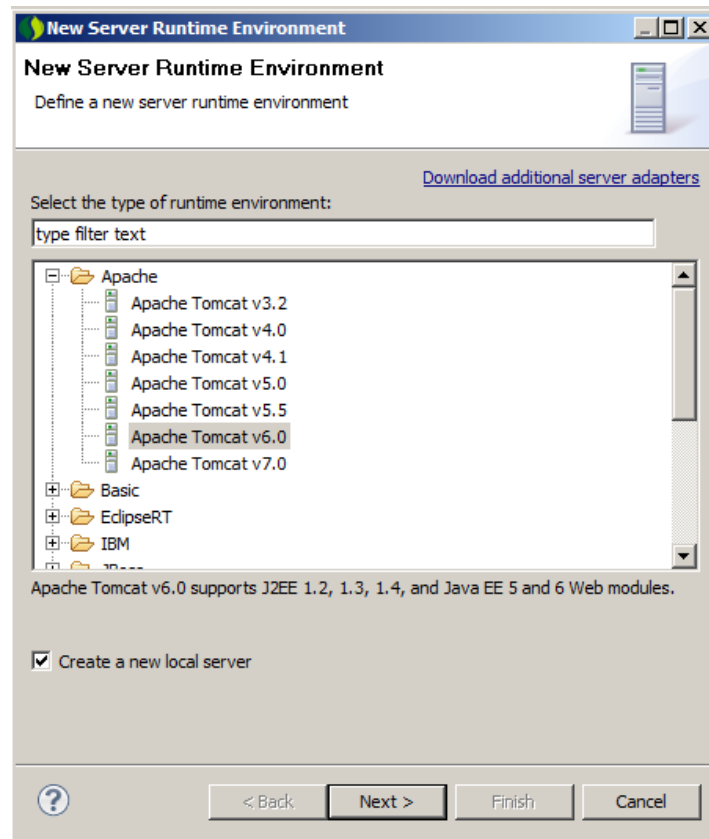 New Server Runtime Environment
New Server Runtime Environment
Define a new server runtime environment
Download additional server adapters
Select the type of runtime environment:
type filter text
Apache
Apache Tomcat v3.2
Apache Tomcat v4.0
Apache Tomcat v4.1
Apache Tomcat v5.0
Apache Tomcat v5.5
Apache Tomcat v6.0
Apache Tomcat v7.0
Basic
EclipseRT
IBM
Apache Tomcat v6.0 supports J2EE 1.2, 1.3, 1.4, and Java EE 5 and 6 Web modules.
Create a new local server
? < Back Next > Finish Cancel